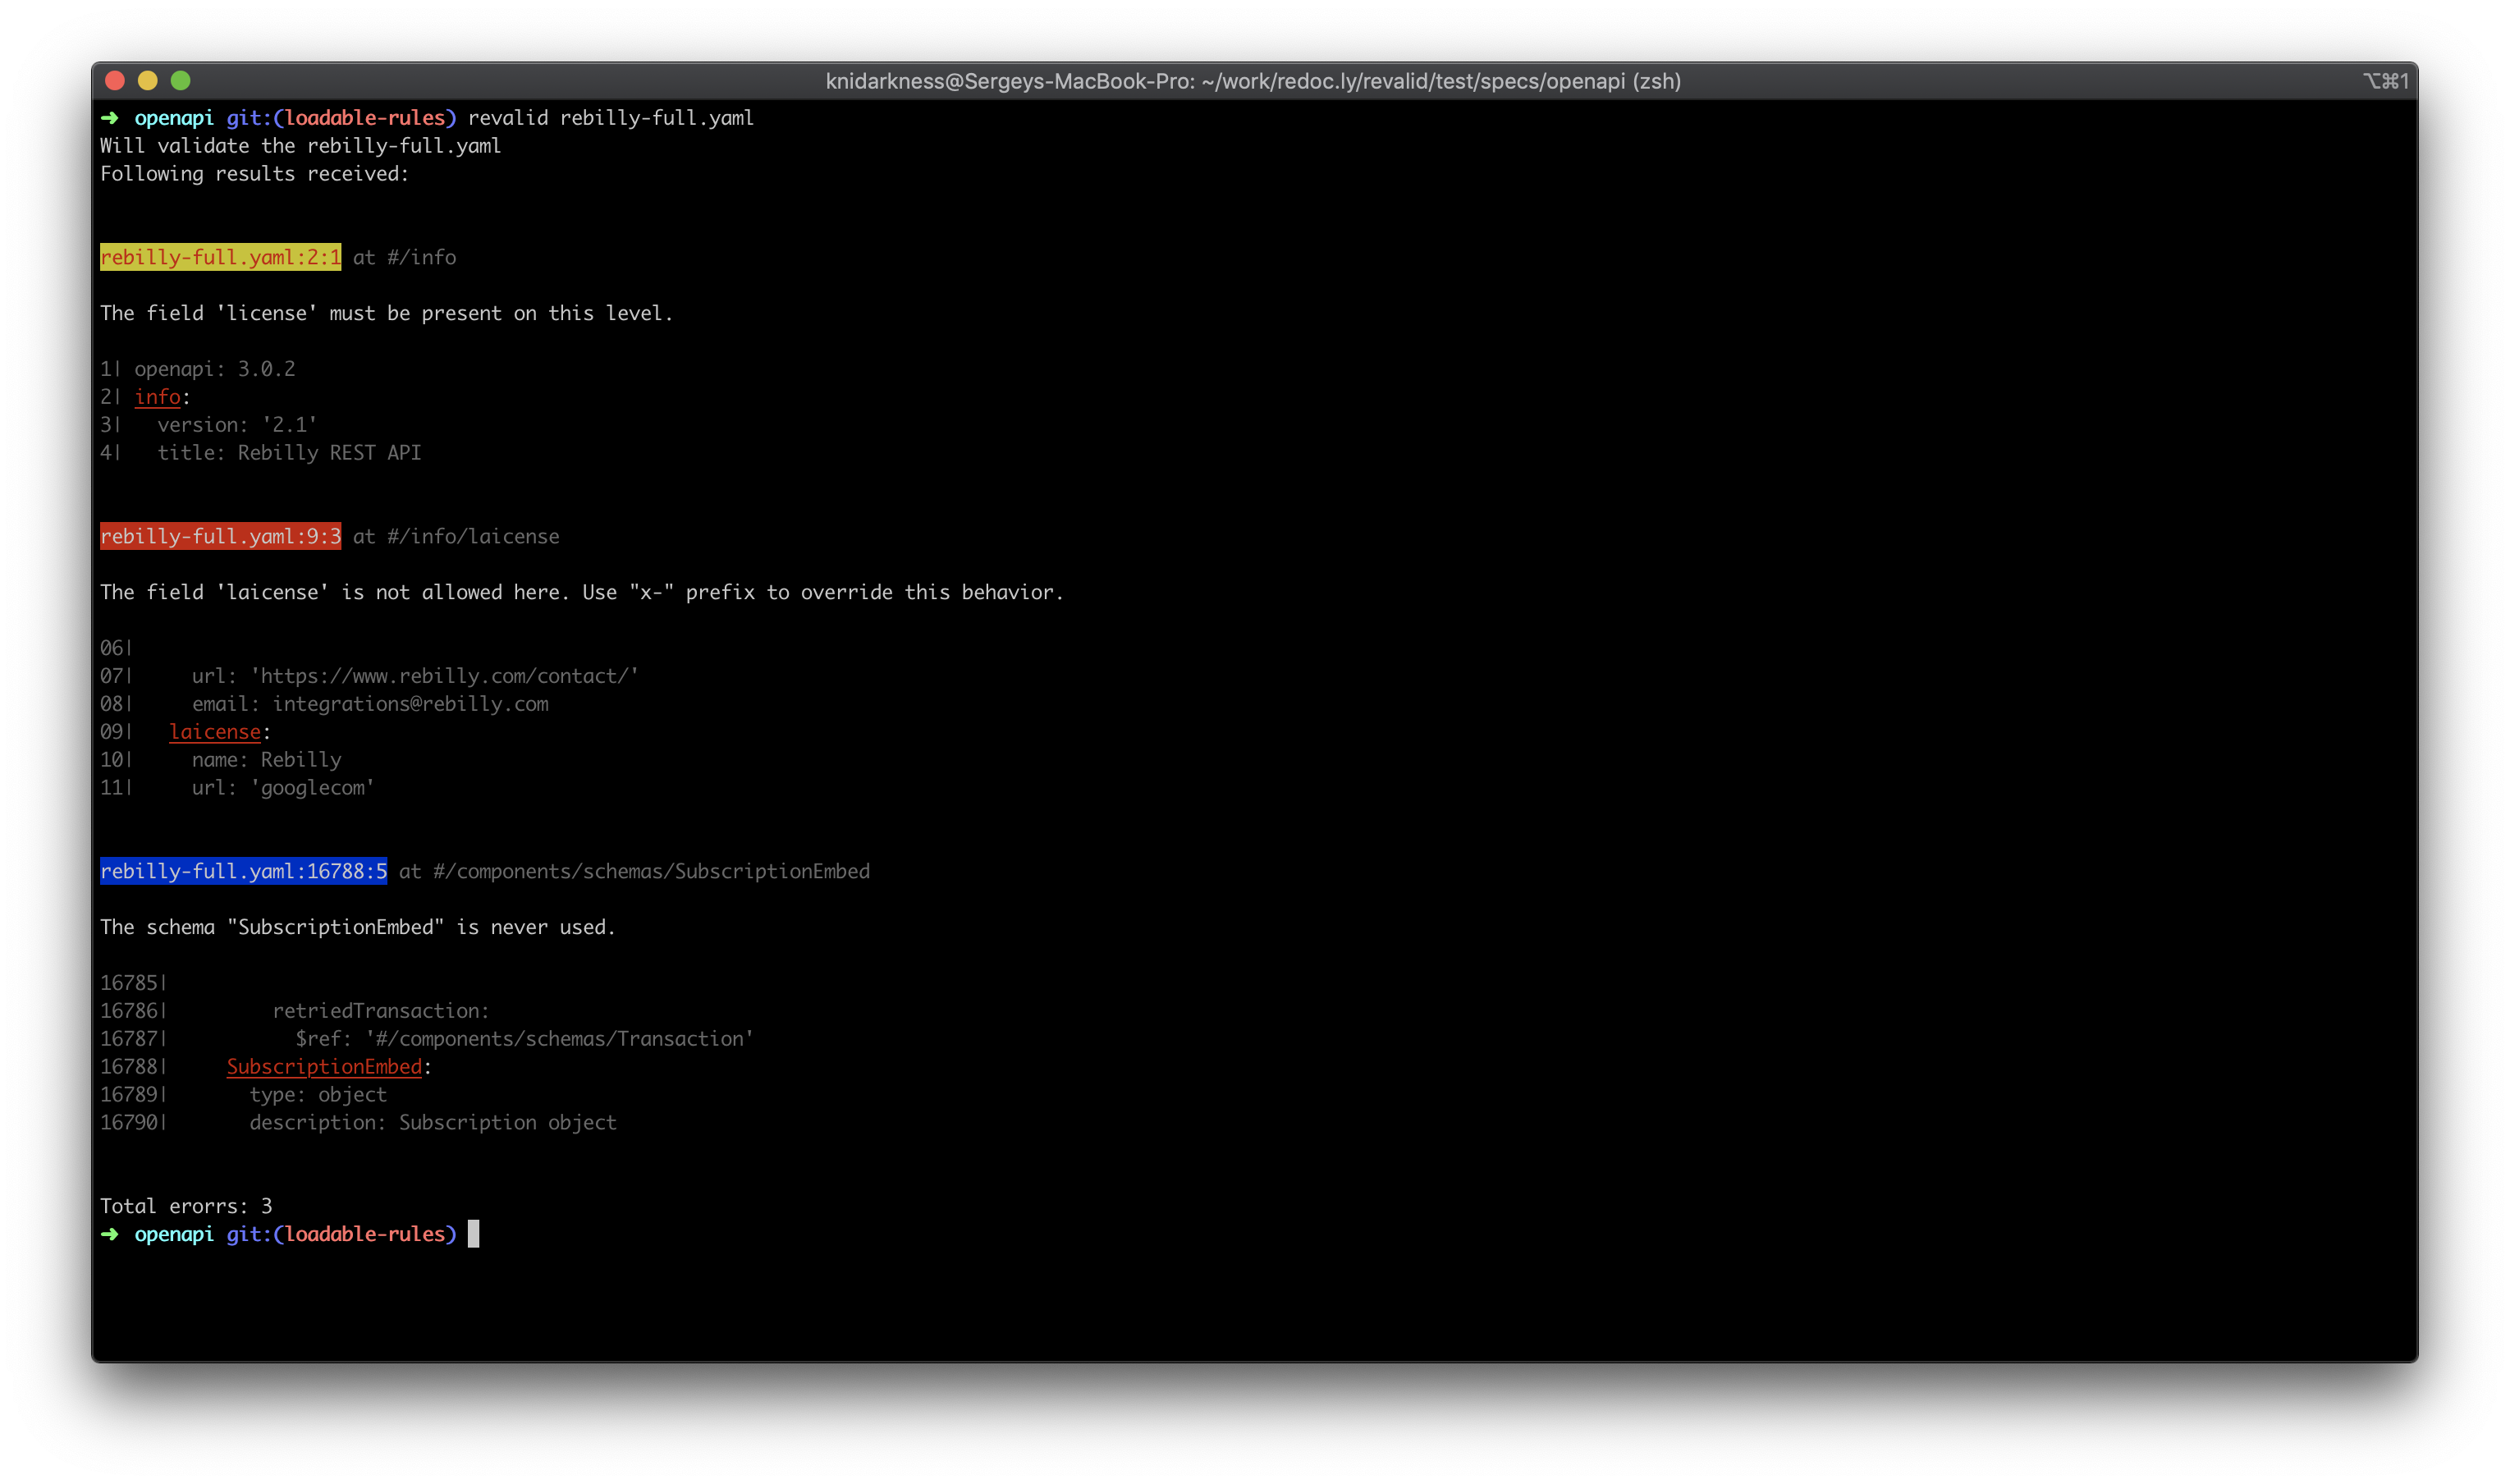 knidarkness@Sergeys-MacBook-Pro: ~/work/redoc.ly/revalid/test/specs/openapi (zsh)
⌥⌘1
➜ openapi git:(loadable-rules) revalid rebilly-full.yaml
Will validate the rebilly-full.yaml
Following results received:
rebilly-full.yaml:2:1 at #/info
The field 'license' must be present on this level.
1| openapi: 3.0.2
2| info:
3|   version: '2.1'
4|   title: Rebilly REST API
rebilly-full.yaml:9:3 at #/info/laicense
The field 'laicense' is not allowed here. Use "x-" prefix to override this behavior.
06|
07|     url: 'https://www.rebilly.com/contact/'
08|     email: integrations@rebilly.com
09|   laicense:
10|     name: Rebilly
11|     url: 'googlecom'
rebilly-full.yaml:16788:5 at #/components/schemas/SubscriptionEmbed
The schema "SubscriptionEmbed" is never used.
16785|
16786|         retriedTransaction:
16787|           $ref: '#/components/schemas/Transaction'
16788|     SubscriptionEmbed:
16789|       type: object
16790|       description: Subscription object
Total erorrs: 3
➜ openapi git:(loadable-rules)